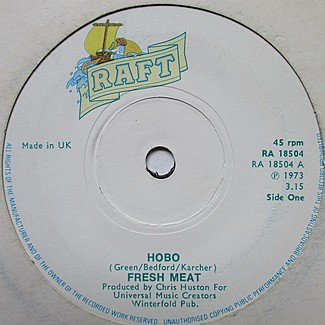 RAFT
Made in UK
45 rpm
RA 18504
RA 18504 A
Ⓟ 1973
3.15
Side One
HOBO
(Green/Bedford/Karcher)
FRESH MEAT
Produced by Chris Huston For
Universal Music Creators
Winterfold Pub.
ALL RIGHTS OF THE MANUFACTURER AND OF THE OWNER OF THE RECORDED WORK RESERVED · UNAUTHORISED COPYING PUBLIC PERFORMANCE AND BROADCASTING OF THIS RECORD PROHIBITED